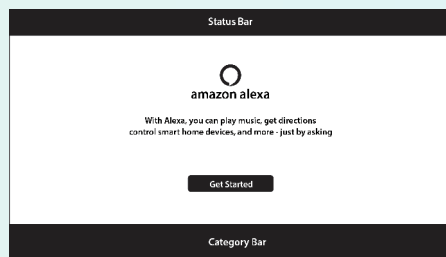 Status Bar
amazon alexa
With Alexa, you can play music, get directions
control smart home devices, and more - just by asking
Get Started
Category Bar